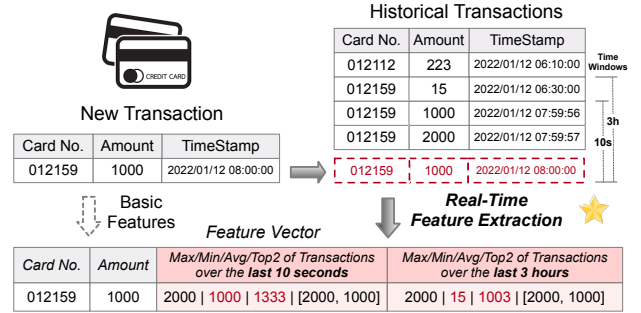 Historical Transactions
Card No. Amount TimeStamp
012112 223 2022/01/12 06:10:00
012159 15 2022/01/12 06:30:00
012159 1000 2022/01/12 07:59:56
012159 2000 2022/01/12 07:59:57
012159 1000 2022/01/12 08:00:00
Time
Windows
3h
10s
CREDIT CARD
New Transaction
Card No. Amount TimeStamp
012159 1000 2022/01/12 08:00:00
Basic
Features
Real-Time
Feature Extraction
Feature Vector
Card No. Amount
Max/Min/Avg/Top2 of Transactions
over the last 10 seconds
Max/Min/Avg/Top2 of Transactions
over the last 3 hours
012159 1000 2000 | 1000 | 1333 | [2000, 1000] 2000 | 15 | 1003 | [2000, 1000]